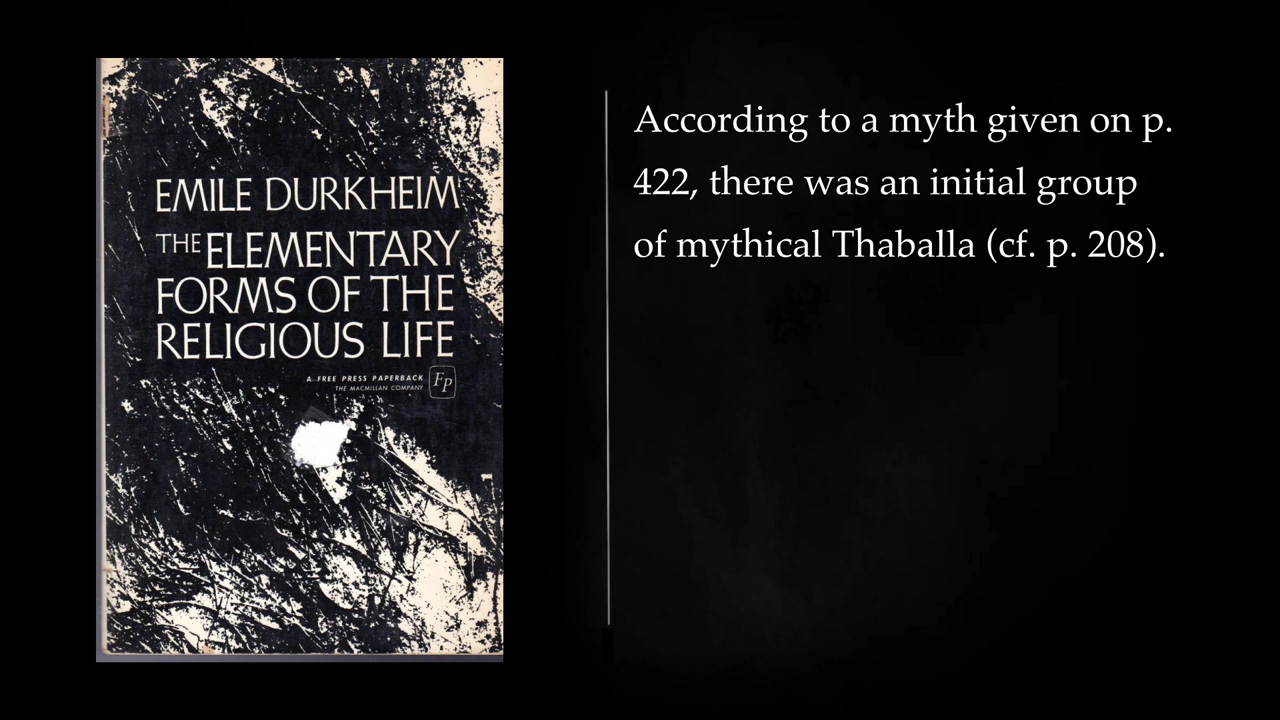 EMILE DURKHEIM
THE ELEMENTARY
FORMS OF THE
RELIGIOUS LIFE
A FREE PRESS PAPERBACK
THE MACMILLAN COMPANY
FP
According to a myth given on p.
422, there was an initial group
of mythical Thaballa (cf. p. 208).